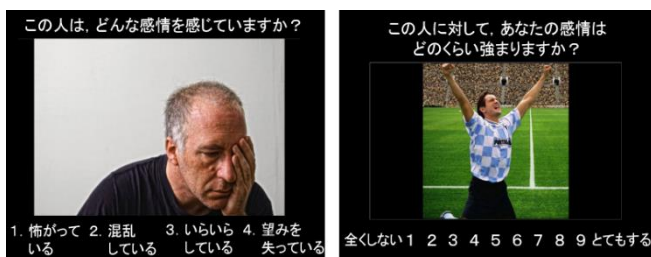 この人は，どんな感情を感じていますか？
1. 怖がって 2. 混乱 3. いらいら 4. 望みを
いる している している 失っている
この人に対して，あなたの感情は
どのくらい強まりますか？
全くしない 1 2 3 4 5 6 7 8 9 とてもする